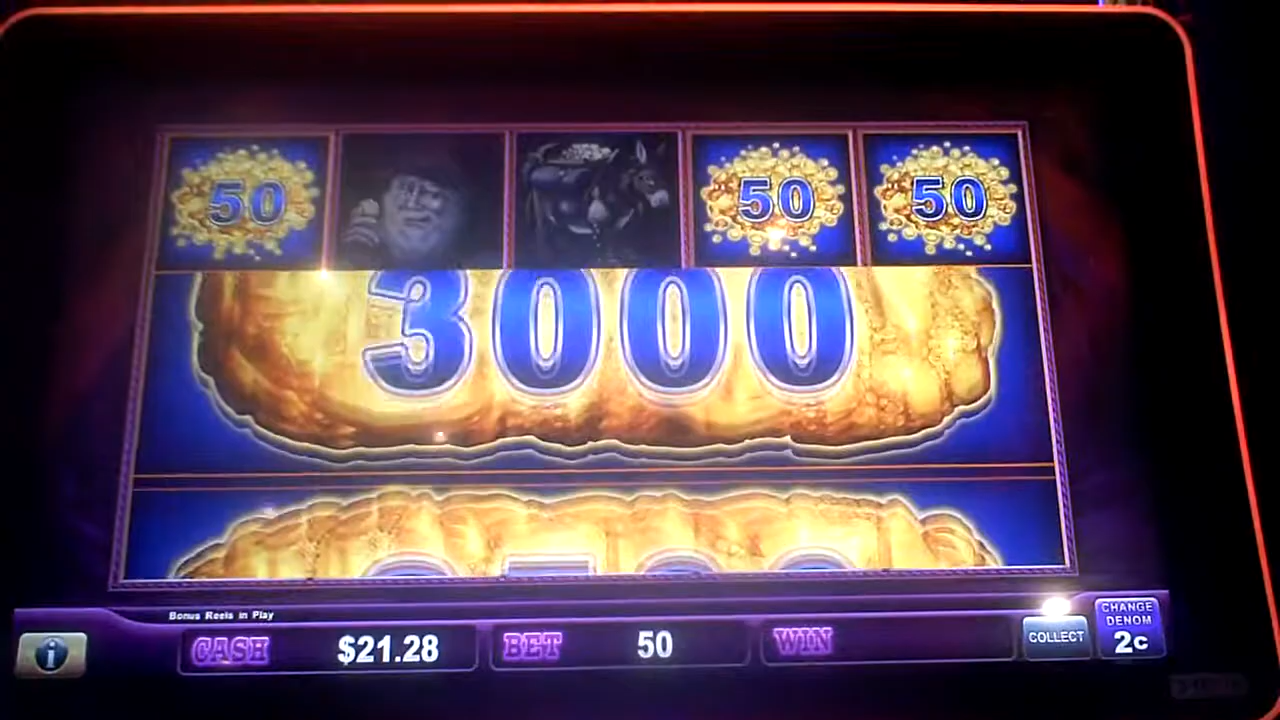 50 50 50
3000
Bonus Reels in Play
CASH $21.28 BET 50 WIN
COLLECT
CHANGE
DENOM
2c